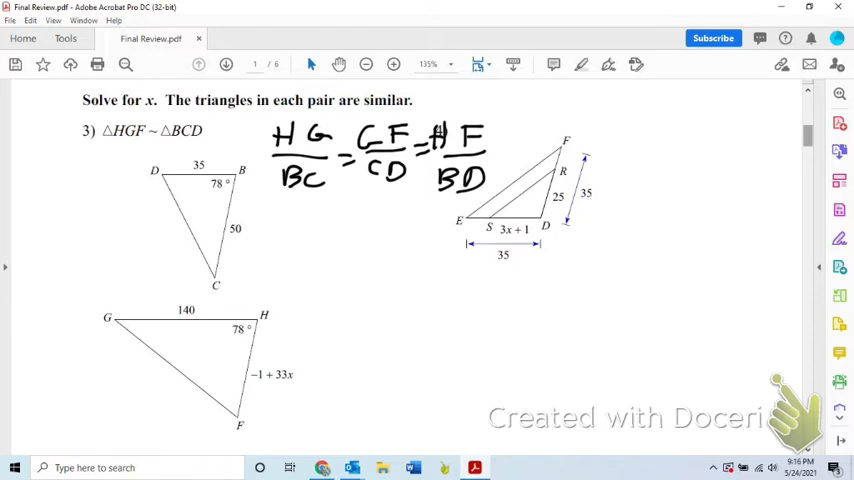 Final Review.pdf - Adobe Acrobat Pro DC (32-bit)
File Edit View Window Help
Home Tools Final Review.pdf × Subscribe
1 / 6 135%
Solve for x. The triangles in each pair are similar.
3) △HGF ~ △BCD
HG/BC = GF/CD = HF/BD
D 35 B
78°
50
C
F
R
25 35
E S 3x + 1 D
35
G 140 H
78°
−1 + 33x
F
Created with Doceri
Type here to search
9:16 PM
5/24/2021
3